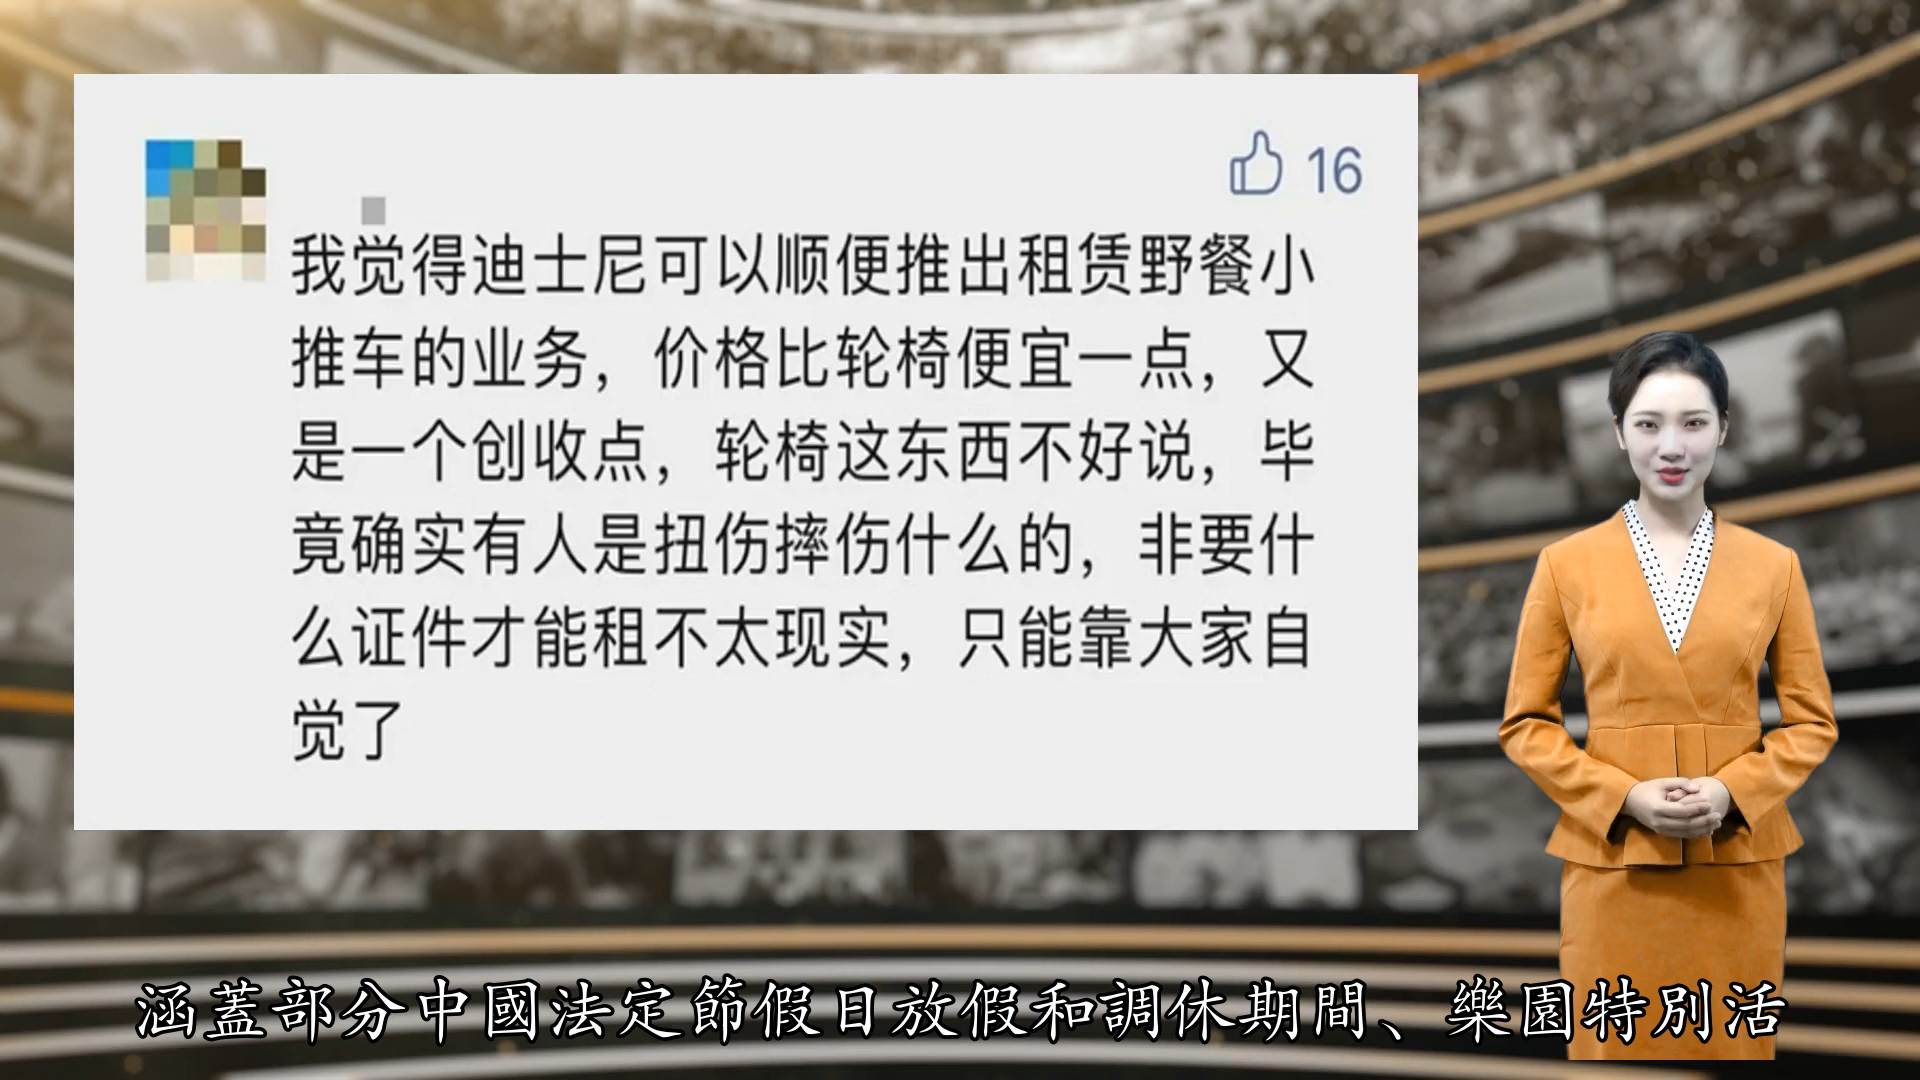 16
我觉得迪士尼可以顺便推出租赁野餐小
推车的业务，价格比轮椅便宜一点，又
是一个创收点，轮椅这东西不好说，毕
竟确实有人是扭伤摔伤什么的，非要什
么证件才能租不太现实，只能靠大家自
觉了
涵蓋部分中國法定節假日放假和調休期間、樂園特別活